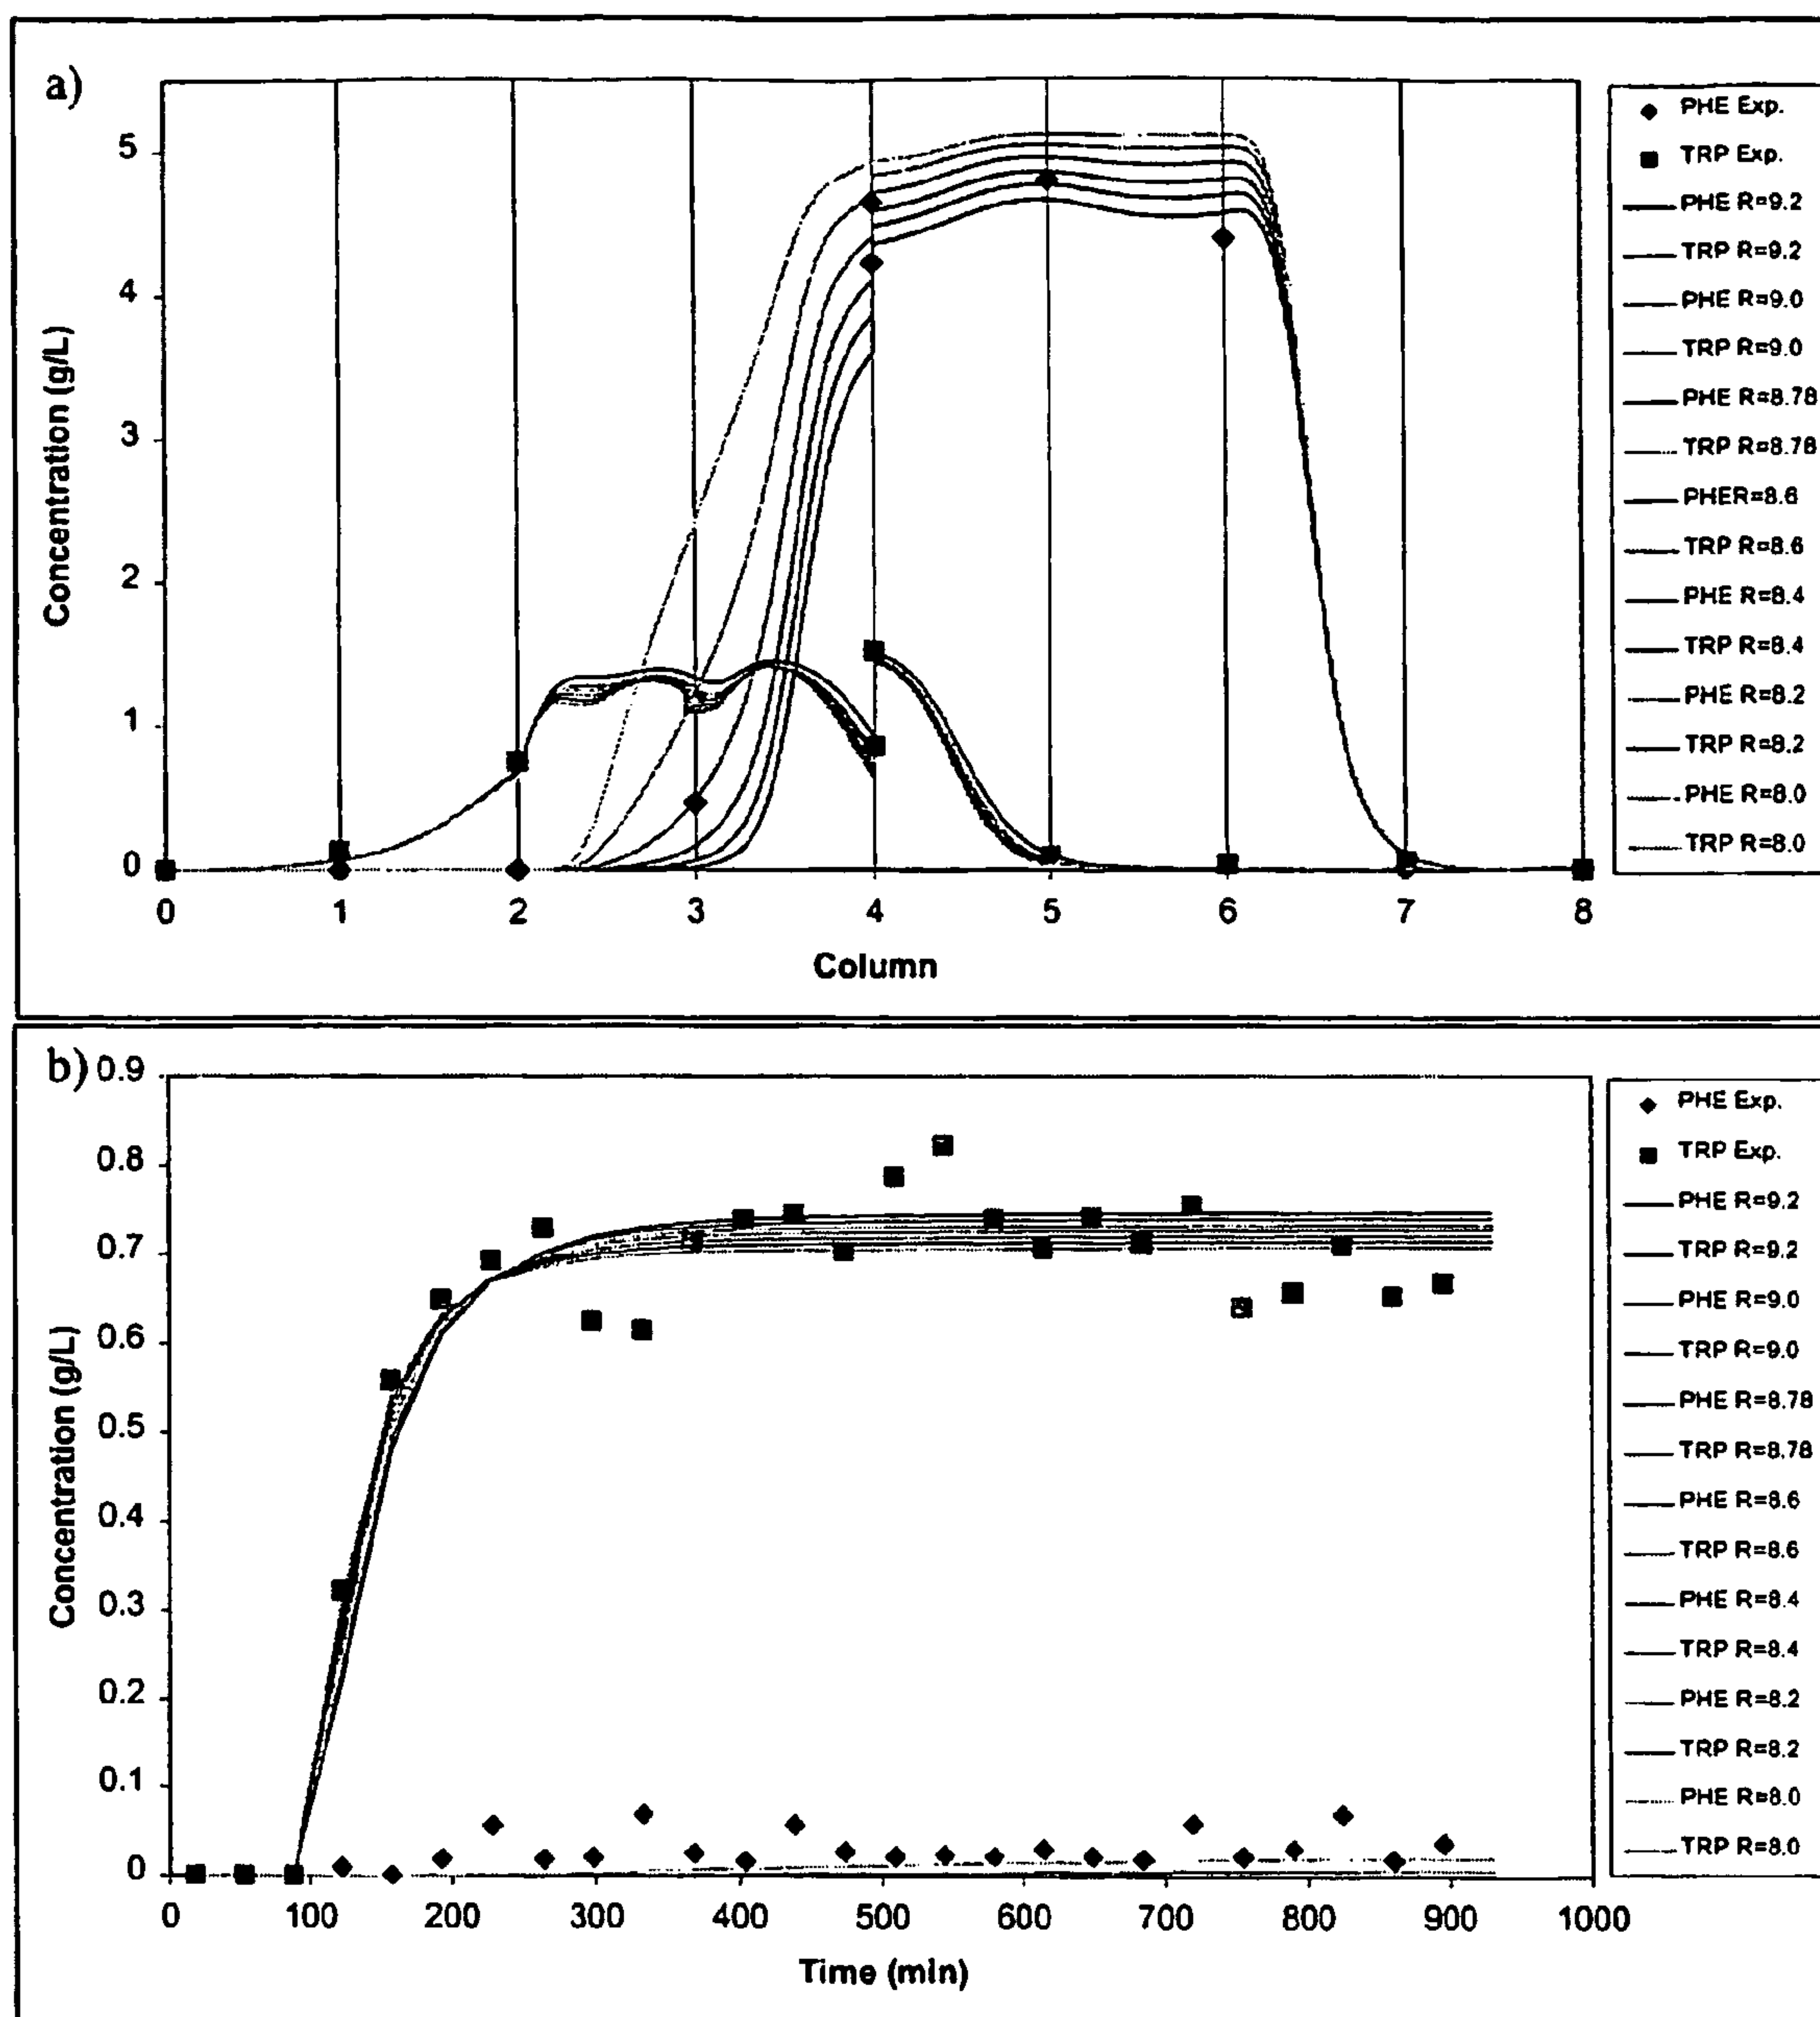 a)
5
4
3
2
1
0
Concentration (g/L)
0 1 2 3 4 5 6 7 8
Column
PHE Exp.
TRP Exp.
PHE R=9.2
TRP R=9.2
PHE R=9.0
TRP R=9.0
PHE R=8.78
TRP R=8.78
PHER=8.6
TRP R=8.6
PHE R=8.4
TRP R=8.4
PHE R=8.2
TRP R=8.2
PHE R=8.0
TRP R=8.0
b)
0.9
0.8
0.7
0.6
0.5
0.4
0.3
0.2
0.1
0
Concentration (g/L)
0 100 200 300 400 500 600 700 800 900 1000
Time (min)
PHE Exp.
TRP Exp.
PHE R=9.2
TRP R=9.2
PHE R=9.0
TRP R=9.0
PHE R=8.78
TRP R=8.78
PHE R=8.6
TRP R=8.6
PHE R=8.4
TRP R=8.4
PHE R=8.2
TRP R=8.2
PHE R=8.0
TRP R=8.0